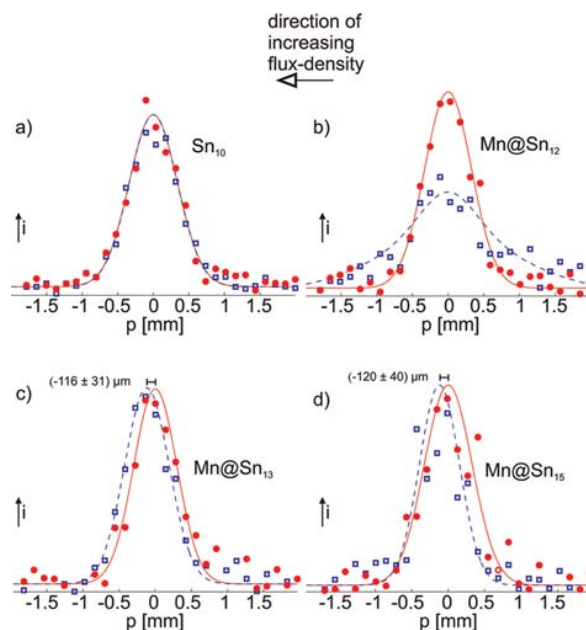 direction of
increasing
flux-density
a)
Sn10
i
-1.5 -1 -0.5 0 0.5 1 1.5
p [mm]
b)
Mn@Sn12
i
-1.5 -1 -0.5 0 0.5 1 1.5
p [mm]
c)
(-116 ± 31) µm
Mn@Sn13
i
-1.5 -1 -0.5 0 0.5 1 1.5
p [mm]
d)
(-120 ± 40) µm
Mn@Sn15
i
-1.5 -1 -0.5 0 0.5 1 1.5
p [mm]